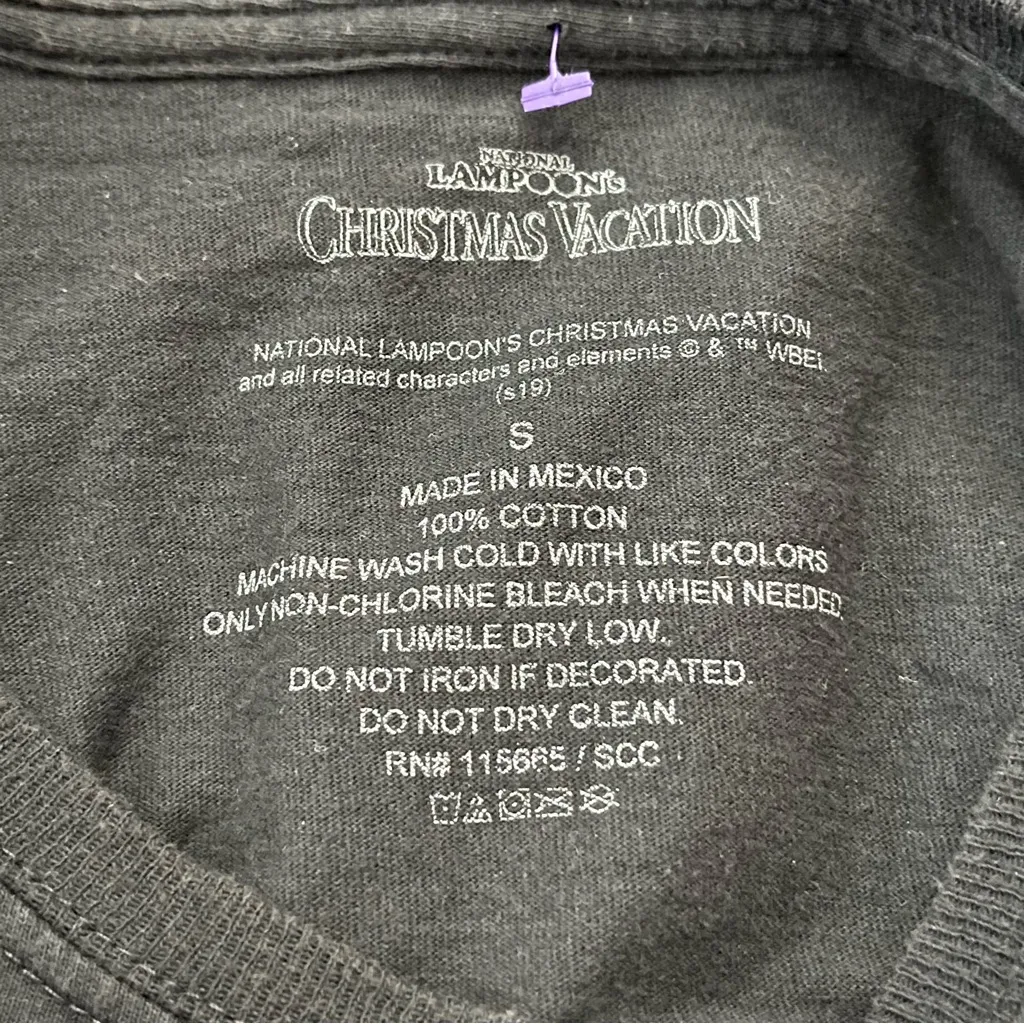 NATIONAL
LAMPOON's
CHRISTMAS VACATION
NATIONAL LAMPOON'S CHRISTMAS VACATION
and all related characters and elements © & ™ WBEI.
(s19)
S
MADE IN MEXICO
100% COTTON
MACHINE WASH COLD WITH LIKE COLORS
ONLY NON-CHLORINE BLEACH WHEN NEEDED
TUMBLE DRY LOW.
DO NOT IRON IF DECORATED.
DO NOT DRY CLEAN.
RN# 115665 / SCC